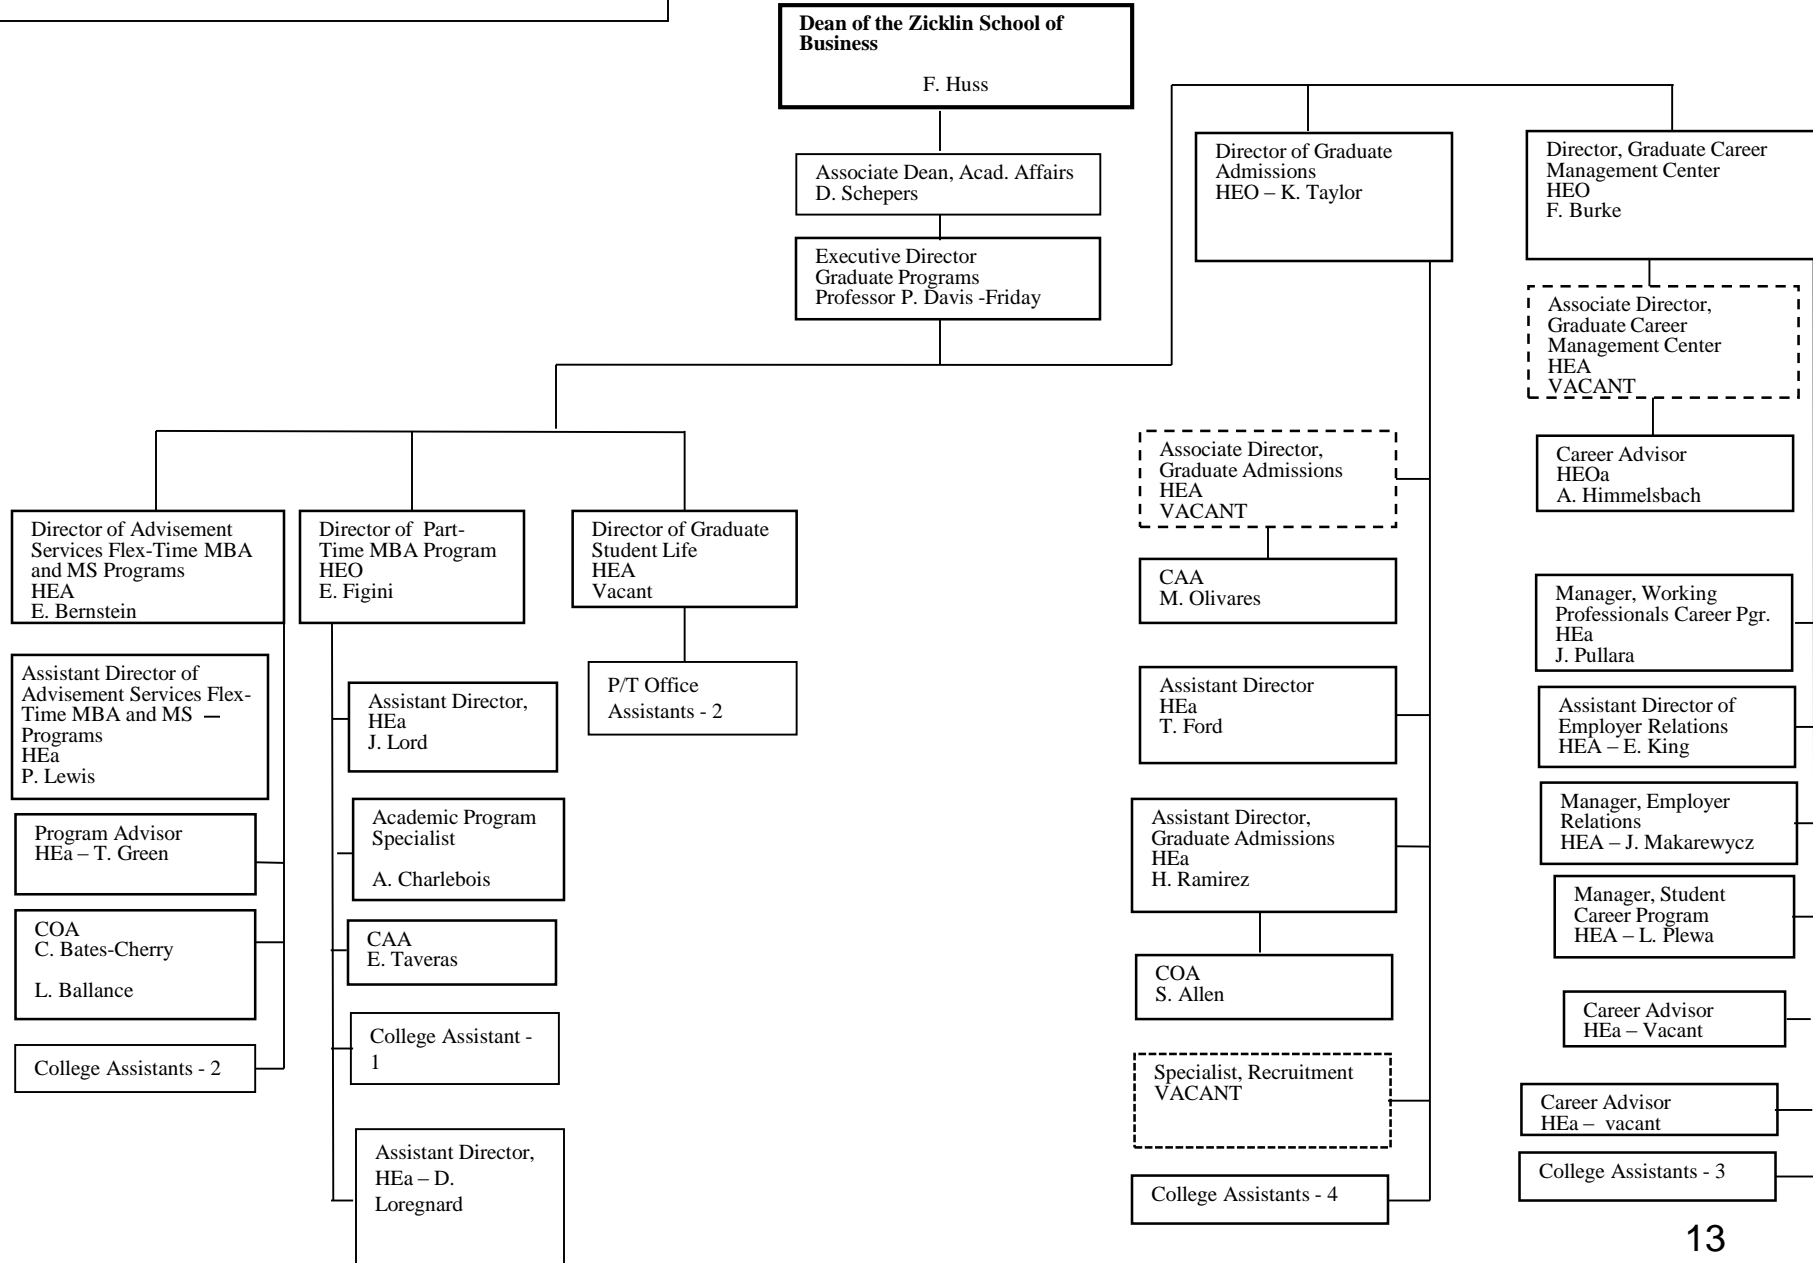 Dean of the Zicklin School of
Business
F. Huss
Associate Dean, Acad. Affairs
D. Schepers
Executive Director
Graduate Programs
Professor P. Davis -Friday
Director of Graduate
Admissions
HEO – K. Taylor
Director, Graduate Career
Management Center
HEO
F. Burke
Director of Advisement
Services Flex-Time MBA
and MS Programs
HEA
E. Bernstein
Assistant Director of
Advisement Services Flex-
Time MBA and MS
Programs
HEa
P. Lewis
Program Advisor
HEa – T. Green
COA
C. Bates-Cherry
L. Ballance
College Assistants - 2
Director of Part-
Time MBA Program
HEO
E. Figini
Assistant Director,
HEa
J. Lord
Academic Program
Specialist
A. Charlebois
CAA
E. Taveras
College Assistant -
1
Assistant Director,
HEa – D.
Loregnard
Director of Graduate
Student Life
HEA
Vacant
P/T Office
Assistants - 2
Associate Director,
Graduate Admissions
HEA
VACANT
CAA
M. Olivares
Assistant Director
HEa
T. Ford
Assistant Director,
Graduate Admissions
HEa
H. Ramirez
COA
S. Allen
Specialist, Recruitment
VACANT
College Assistants - 4
Associate Director,
Graduate Career
Management Center
HEA
VACANT
Career Advisor
HEOa
A. Himmelsbach
Manager, Working
Professionals Career Pgr.
HEa
J. Pullara
Assistant Director of
Employer Relations
HEA – E. King
Manager, Employer
Relations
HEA – J. Makarewycz
Manager, Student
Career Program
HEA – L. Plewa
Career Advisor
HEa – Vacant
Career Advisor
HEa – vacant
College Assistants - 3
13